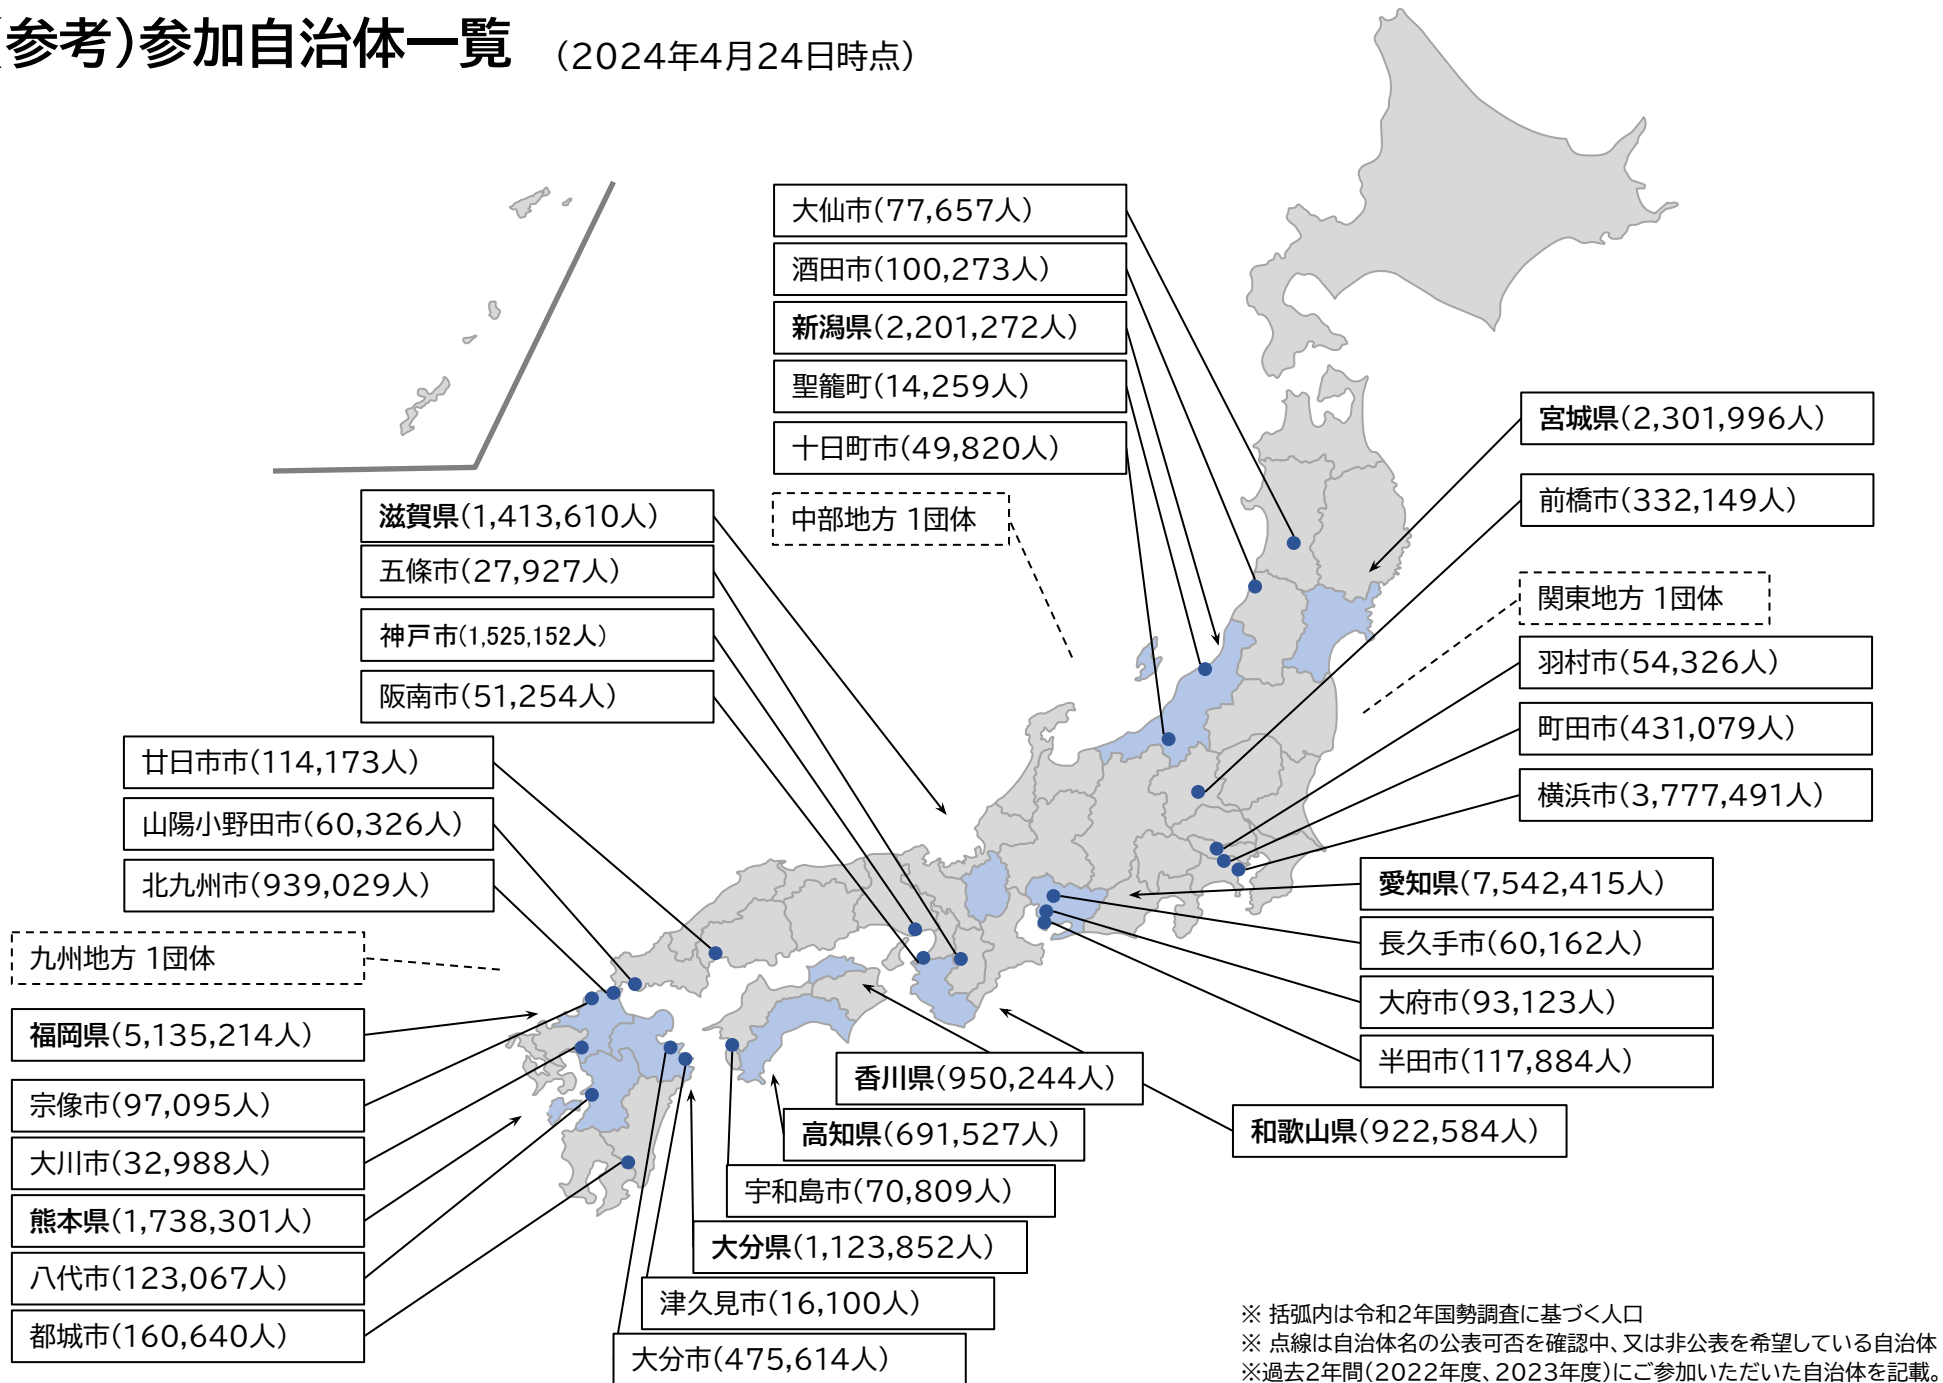 (参考)参加自治体一覧 (2024年4月24日時点)
大仙市(77,657人)
酒田市(100,273人)
新潟県(2,201,272人)
聖籠町(14,259人)
十日町市(49,820人)
中部地方 1団体
宮城県(2,301,996人)
前橋市(332,149人)
関東地方 1団体
羽村市(54,326人)
町田市(431,079人)
横浜市(3,777,491人)
滋賀県(1,413,610人)
五條市(27,927人)
神戸市(1,525,152人)
阪南市(51,254人)
廿日市市(114,173人)
山陽小野田市(60,326人)
北九州市(939,029人)
九州地方 1団体
福岡県(5,135,214人)
宗像市(97,095人)
大川市(32,988人)
熊本県(1,738,301人)
八代市(123,067人)
都城市(160,640人)
愛知県(7,542,415人)
長久手市(60,162人)
大府市(93,123人)
半田市(117,884人)
香川県(950,244人)
和歌山県(922,584人)
高知県(691,527人)
宇和島市(70,809人)
大分県(1,123,852人)
津久見市(16,100人)
大分市(475,614人)
※ 括弧内は令和2年国勢調査に基づく人口
※ 点線は自治体名の公表可否を確認中、又は非公表を希望している自治体
※過去2年間(2022年度、2023年度)にご参加いただいた自治体を記載。